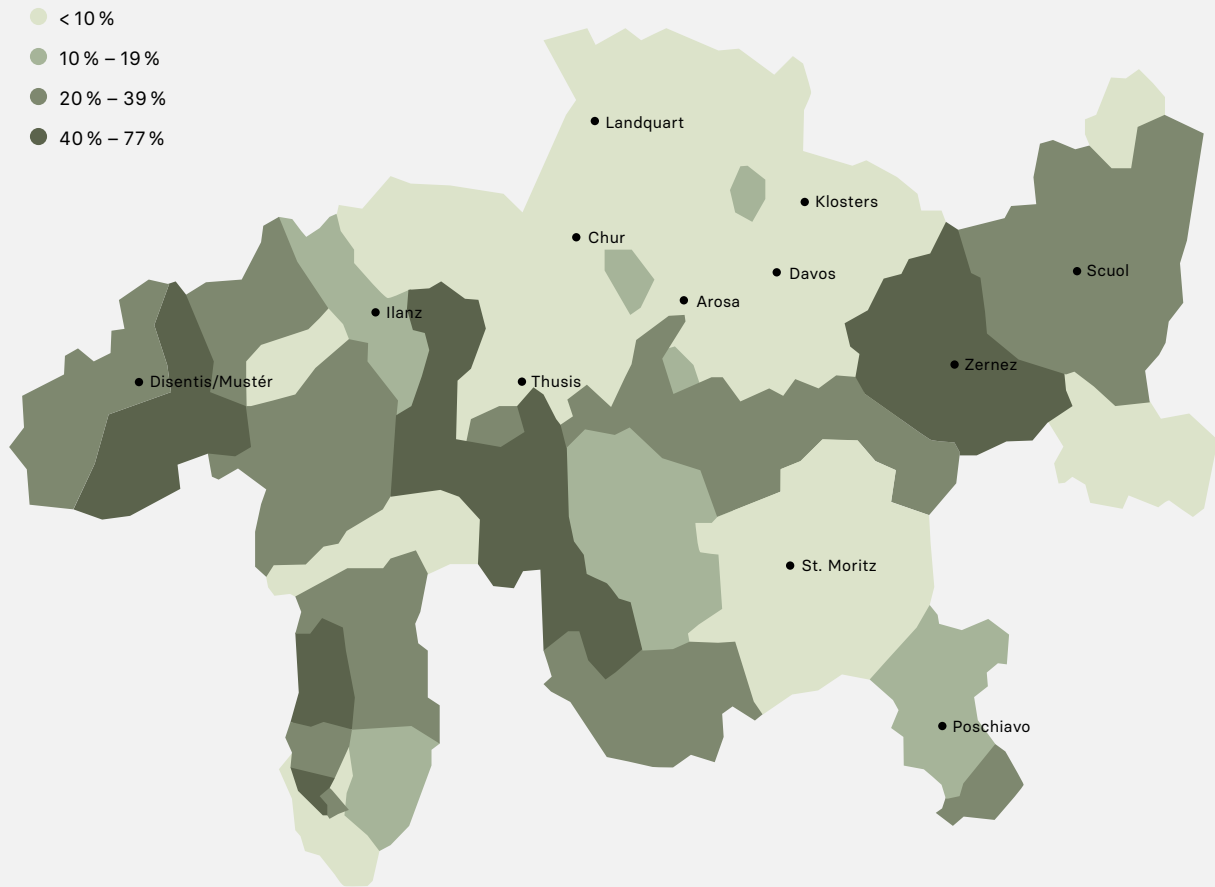 < 10 %
10 % – 19 %
20 % – 39 %
40 % – 77 %
Landquart
Klosters
Chur
Davos
Scuol
Arosa
Ilanz
Zernez
Disentis/Mustér
Thusis
St. Moritz
Poschiavo